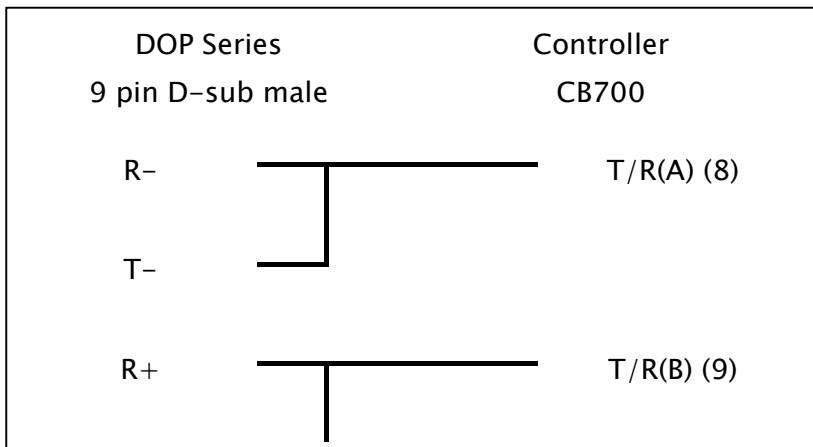 DOP Series Controller
9 pin D-sub male CB700
R- T/R(A) (8)
T-
R+ T/R(B) (9)